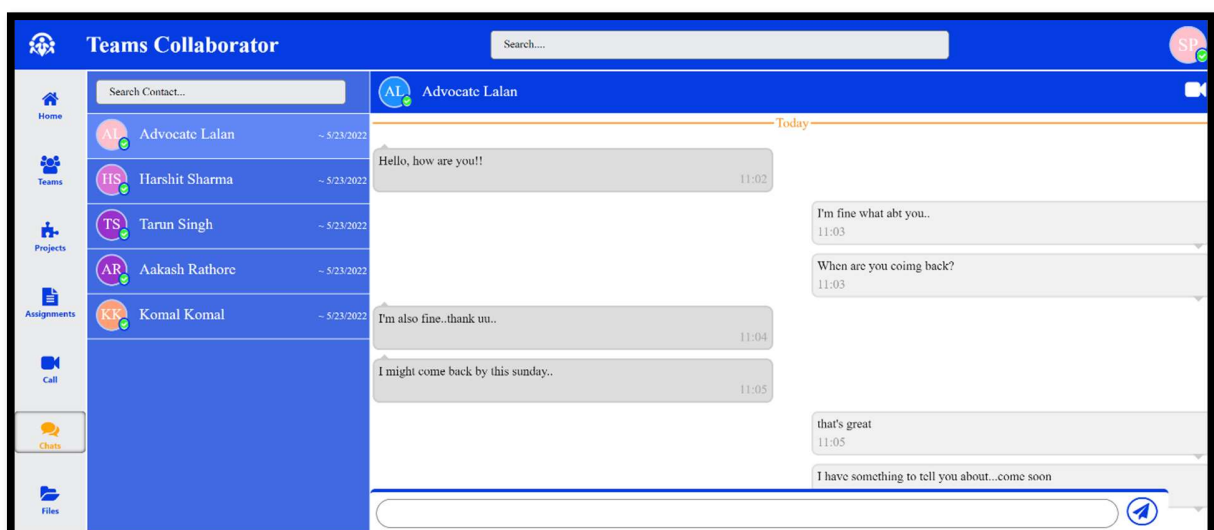 Teams Collaborator
Search....
SP
Home
Teams
Projects
Assignments
Call
Chats
Files
Search Contact...
AL Advocate Lalan ~ 5/23/2022
HS Harshit Sharma ~ 5/23/2022
TS Tarun Singh ~ 5/23/2022
AR Aakash Rathore ~ 5/23/2022
KK Komal Komal ~ 5/23/2022
AL Advocate Lalan
Today
Hello, how are you!!
11:02
I'm fine what abt you..
11:03
When are you coimg back?
11:03
I'm also fine..thank uu..
11:04
I might come back by this sunday..
11:05
that's great
11:05
I have something to tell you about...come soon